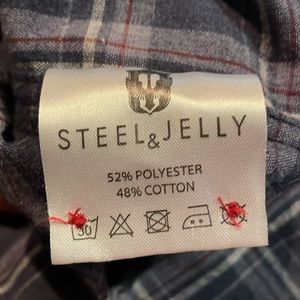 STEEL & JELLY
52% POLYESTER
48% COTTON
30